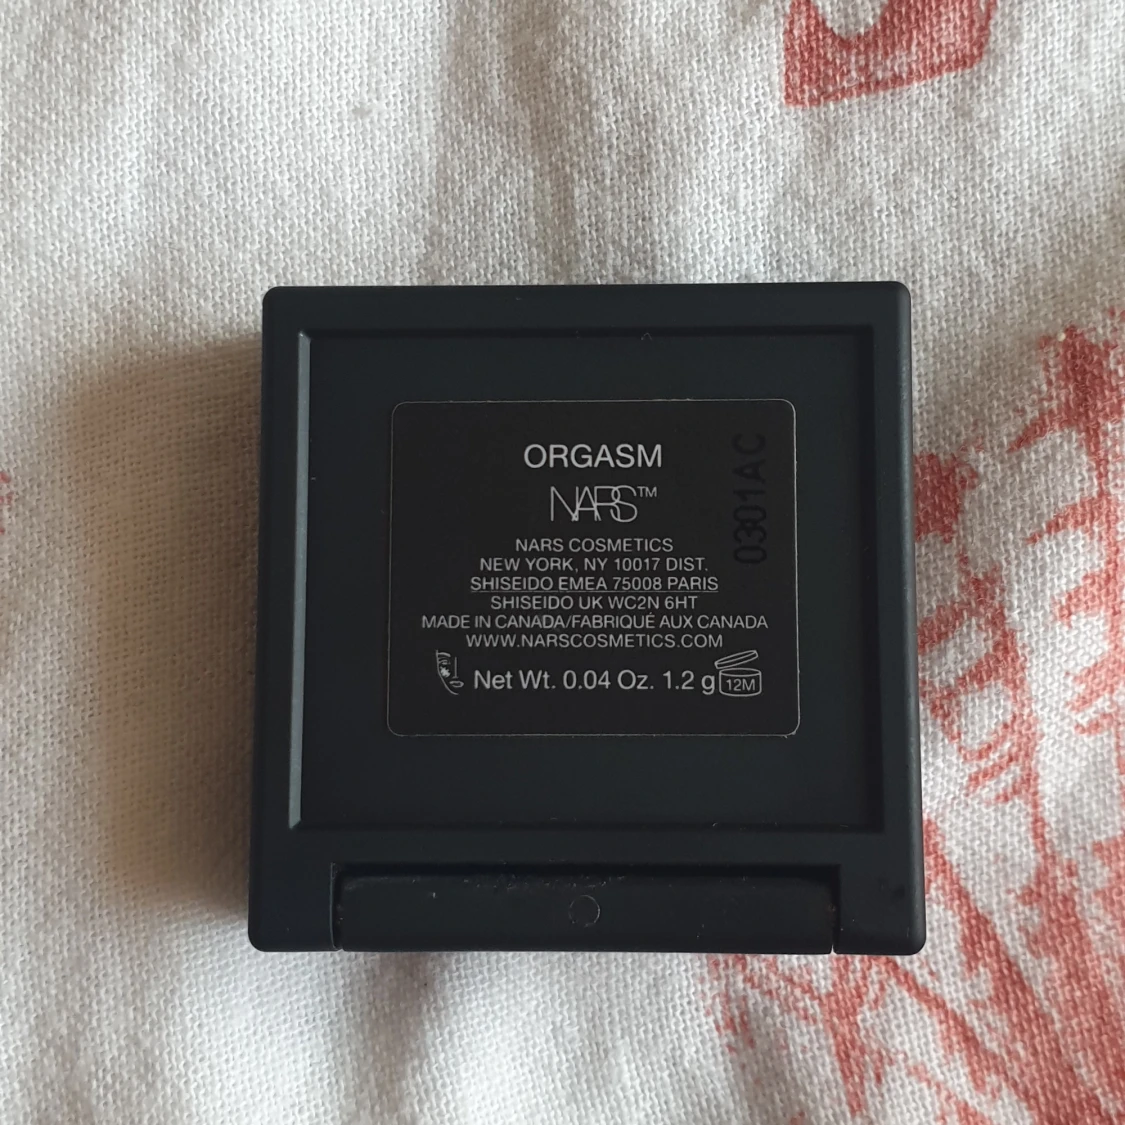 ORGASM
NARS™
NARS COSMETICS
NEW YORK, NY 10017 DIST.
SHISEIDO EMEA 75008 PARIS
SHISEIDO UK WC2N 6HT
MADE IN CANADA/FABRIQUÉ AUX CANADA
WWW.NARSCOSMETICS.COM
Net Wt. 0.04 Oz. 1.2 g
12M
0301AC